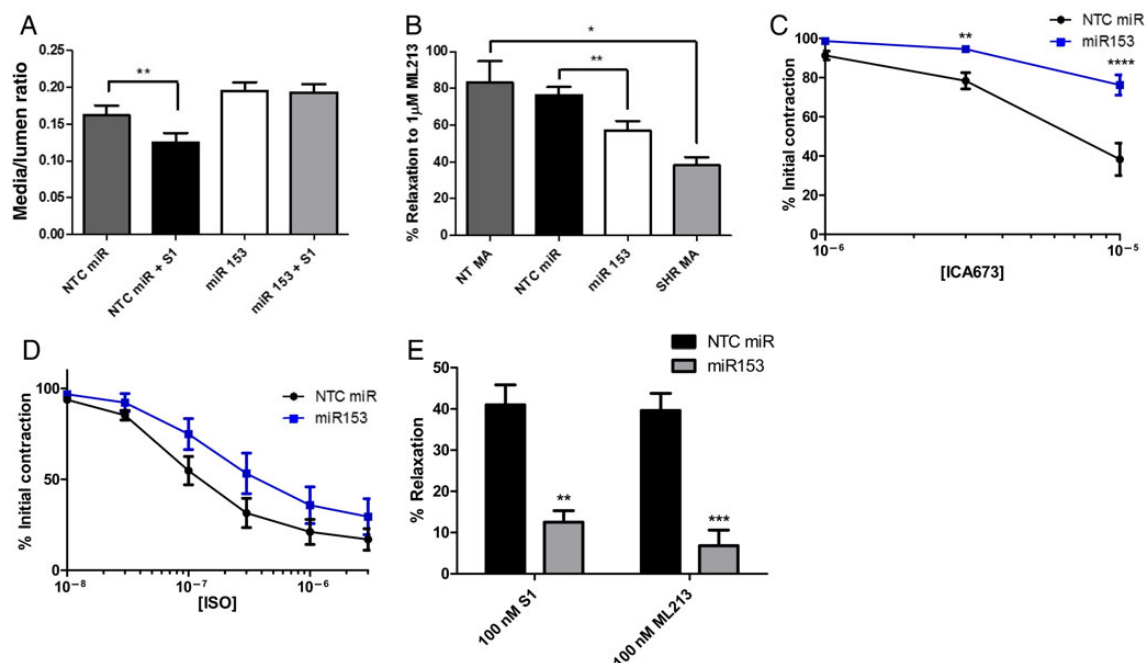 A
Media/lumen ratio
0.25
0.20
0.15
0.10
0.05
0.00
**
NTC miR
NTC miR + S1
miR 153
miR 153 + S1
B
% Relaxation to 1µM ML213
100
80
60
40
20
0
*
**
NT MA
NTC miR
miR 153
SHR MA
C
NTC miR
miR153
% Initial contraction
100
80
60
40
20
0
**
****
10⁻⁶
10⁻⁵
[ICA673]
D
NTC miR
miR153
% Initial contraction
100
50
0
10⁻⁸
10⁻⁷
10⁻⁶
[ISO]
E
NTC miR
miR153
% Relaxation
50
40
30
20
10
0
**
***
100 nM S1
100 nM ML213